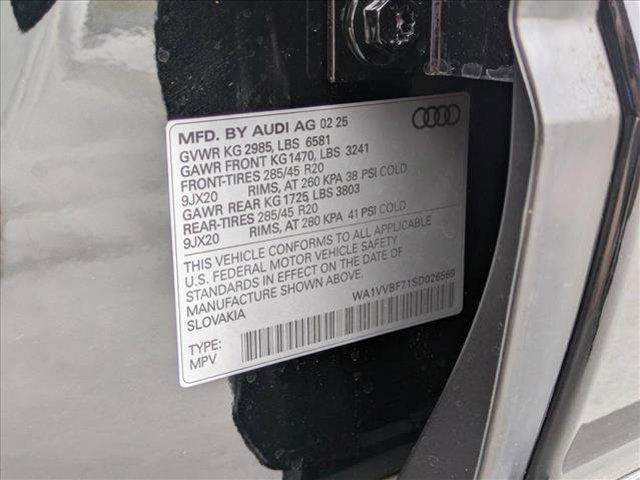 MFD. BY AUDI AG 02 25
GVWR KG 2985, LBS 6581
GAWR FRONT KG1470, LBS 3241
FRONT-TIRES 285/45 R20
9JX20 RIMS, AT 260 KPA 38 PSI COLD
GAWR REAR KG 1725, LBS 3803
REAR-TIRES 285/45 R20
9JX20 RIMS, AT 280 KPA 41 PSI COLD
THIS VEHICLE CONFORMS TO ALL APPLICABLE
U.S. FEDERAL MOTOR VEHICLE SAFETY
STANDARDS IN EFFECT ON THE DATE OF
MANUFACTURE SHOWN ABOVE.
SLOVAKIA
WA1VVBF71SD026569
TYPE:
MPV